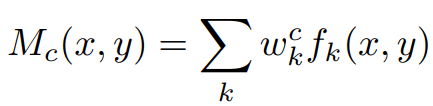 M_c(x, y) = \sum_k w_k^c f_k(x, y)